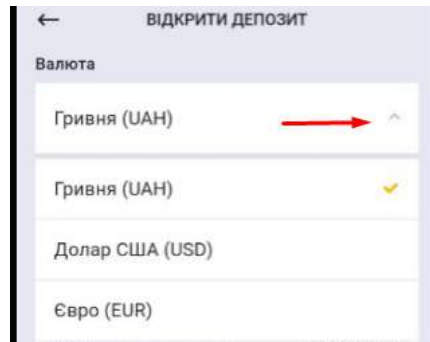 ВІДКРИТИ ДЕПОЗИТ
Валюта
Гривня (UAH)
Гривня (UAH)
Долар США (USD)
Євро (EUR)